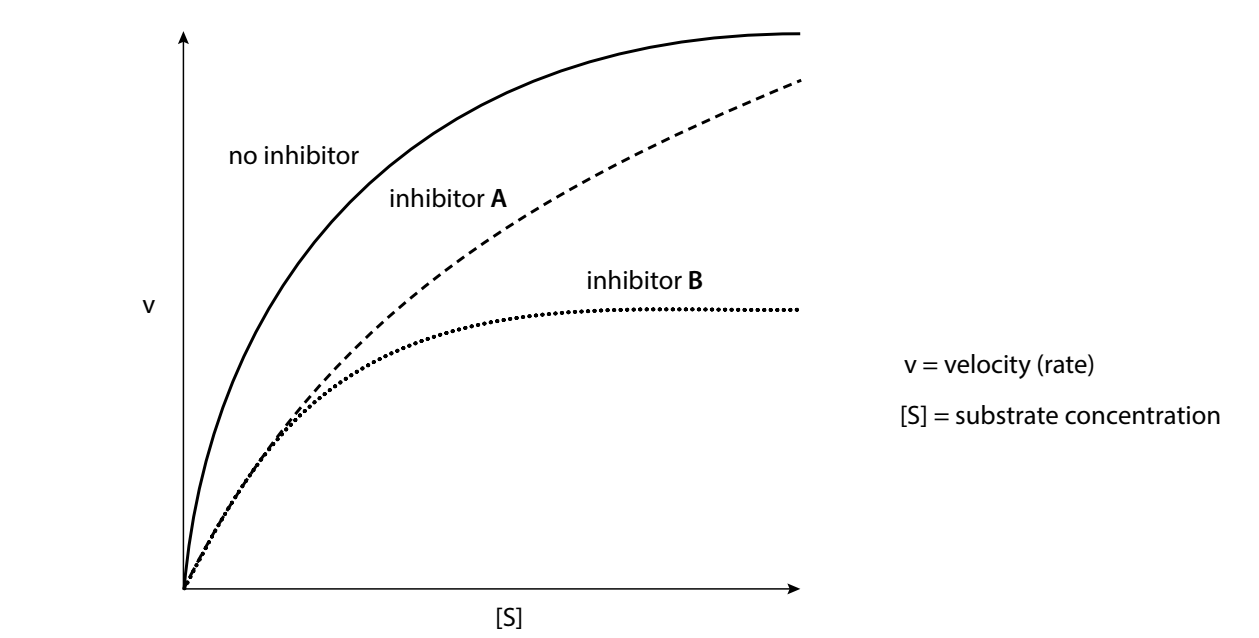 no inhibitor
inhibitor A
inhibitor B
v
v = velocity (rate)
[S] = substrate concentration
[S]